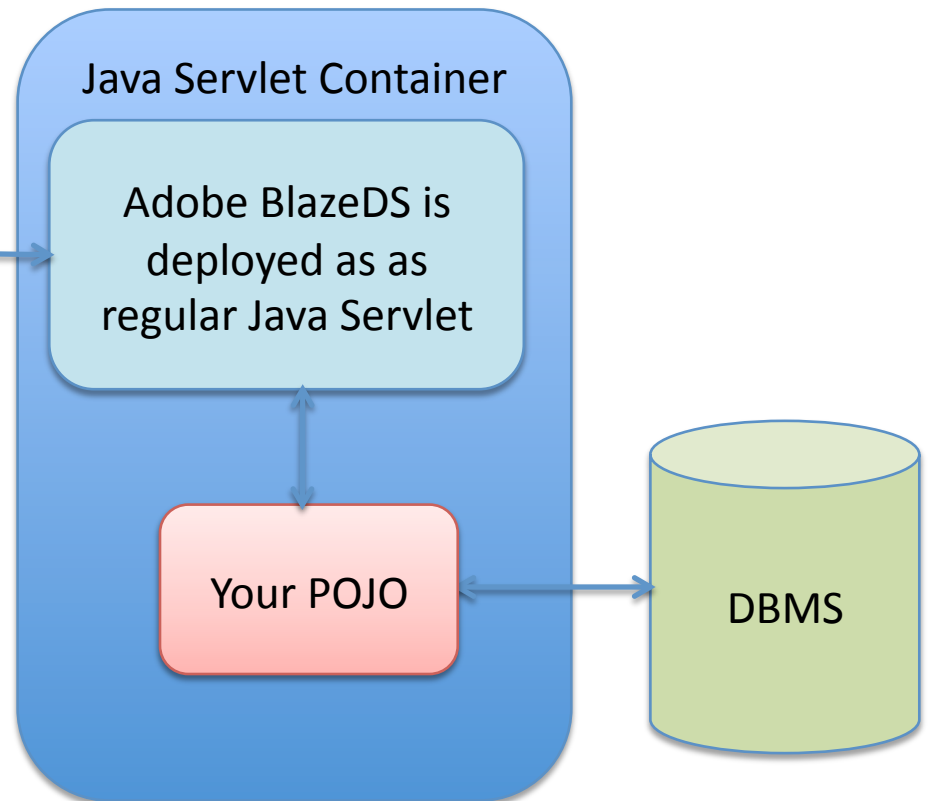 Java Servlet Container
Adobe BlazeDS is
deployed as as
regular Java Servlet
Your POJO
DBMS